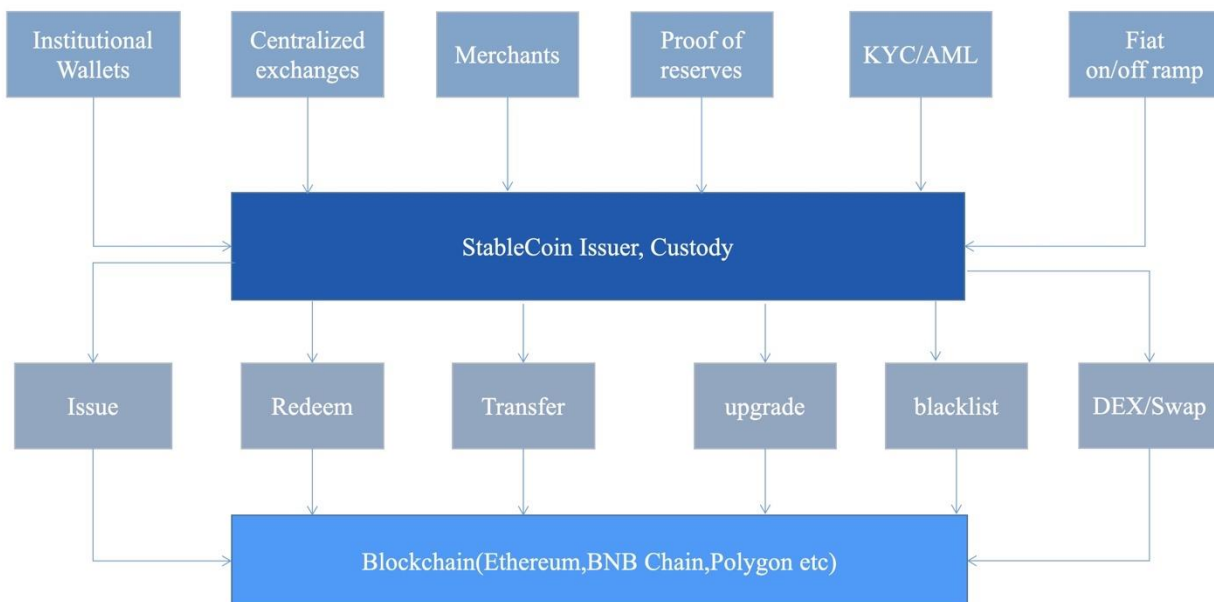 Institutional
Wallets
Centralized
exchanges
Merchants
Proof of
reserves
KYC/AML
Fiat
on/off ramp
StableCoin Issuer, Custody
Issue
Redeem
Transfer
upgrade
blacklist
DEX/Swap
Blockchain(Ethereum,BNB Chain,Polygon etc)